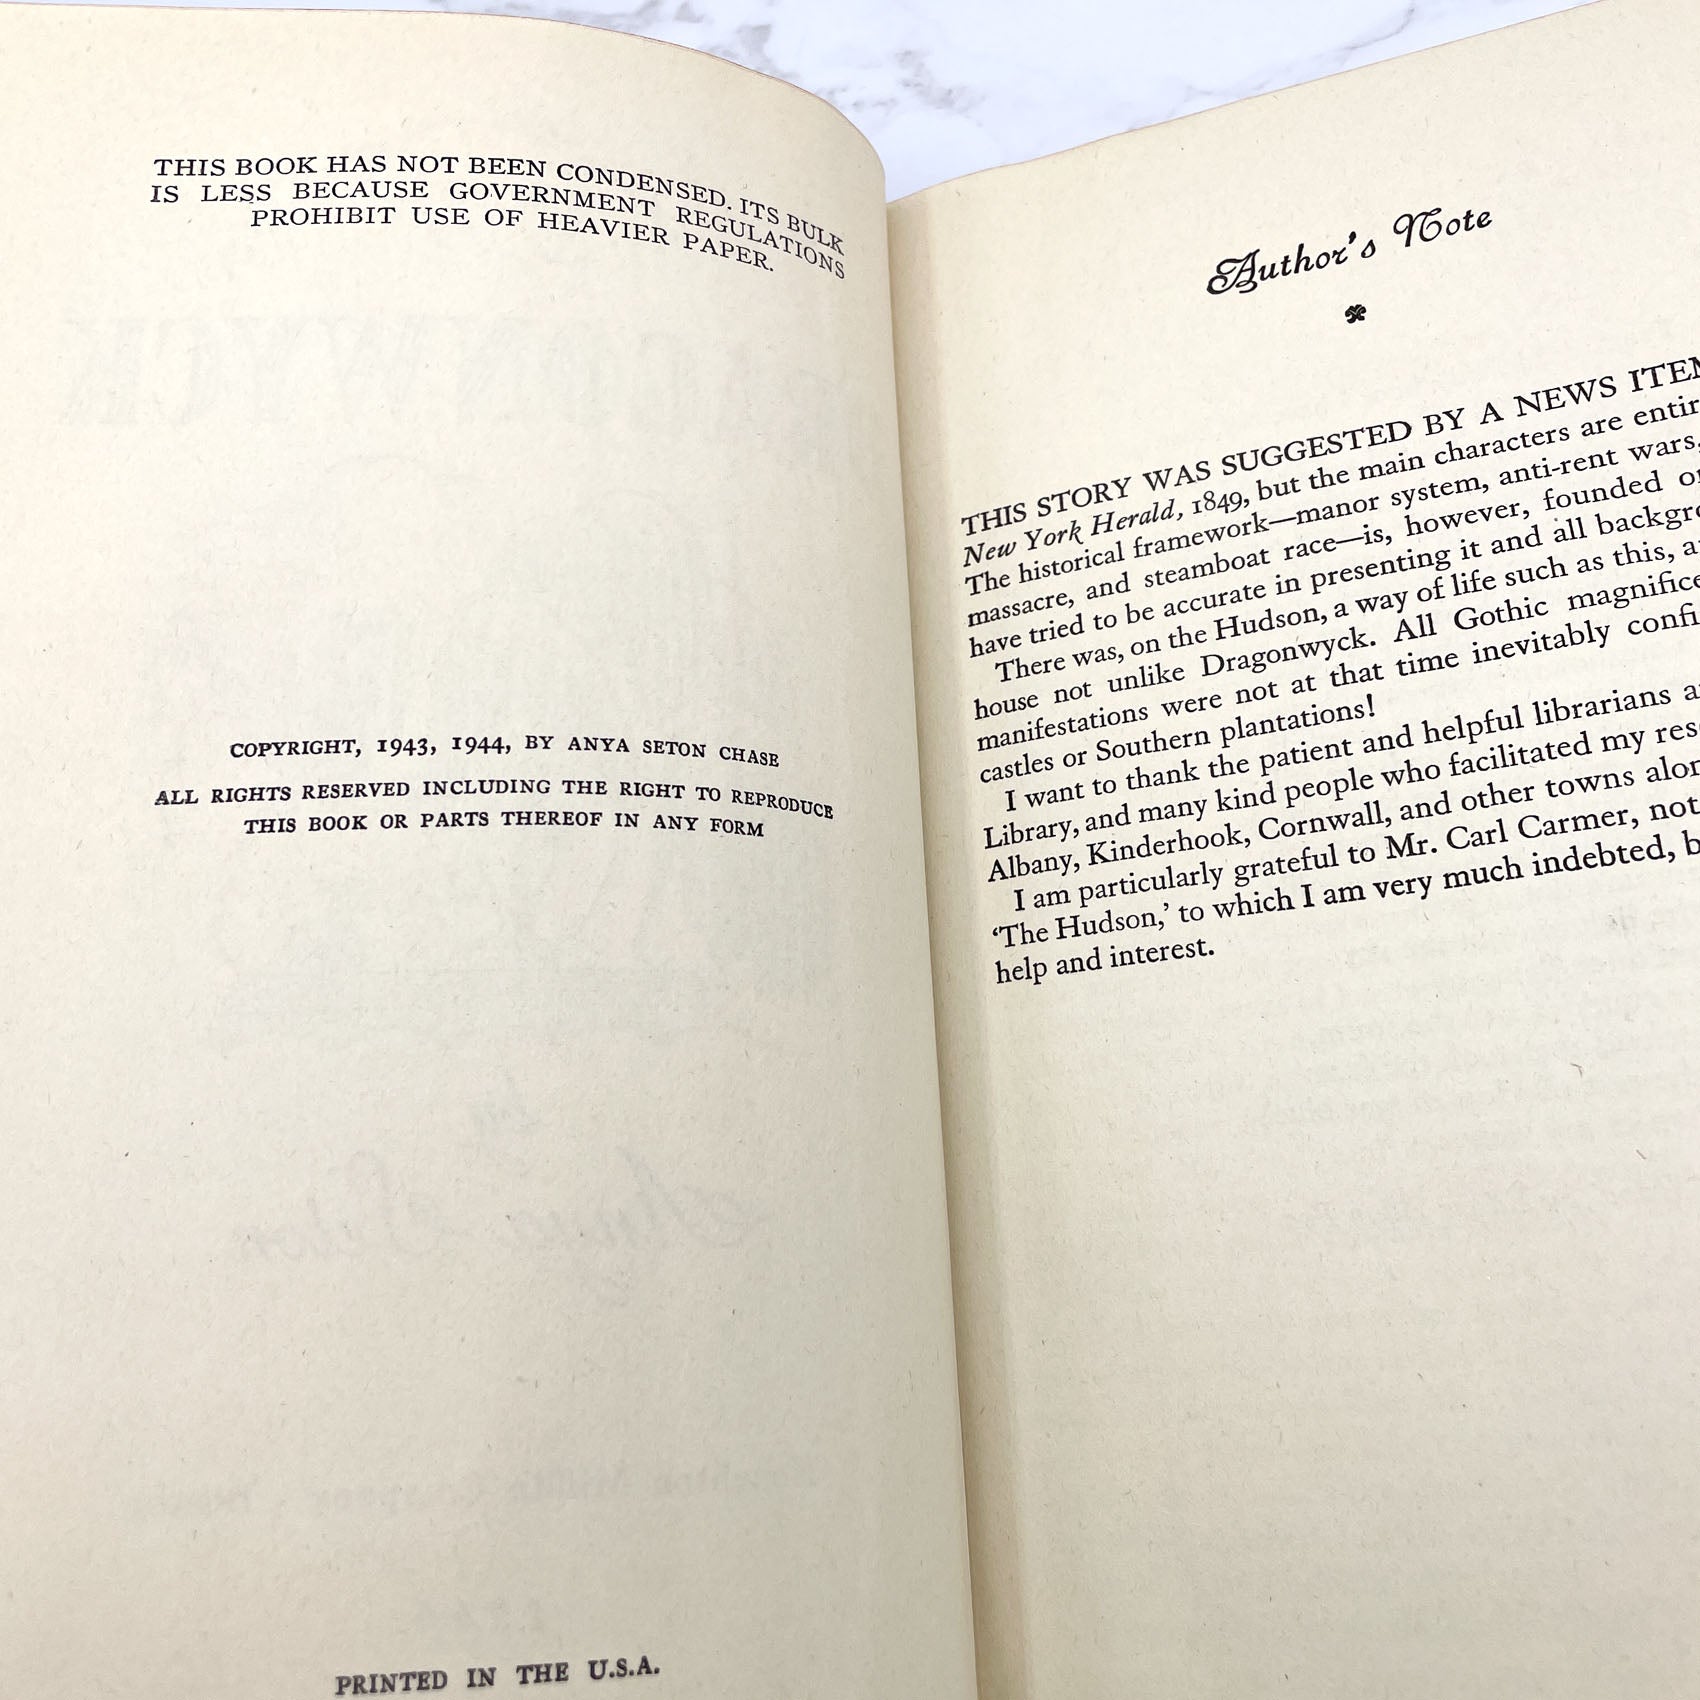 THIS BOOK HAS NOT BEEN CONDENSED. ITS BULK
IS LESS BECAUSE GOVERNMENT REGULATIONS
PROHIBIT USE OF HEAVIER PAPER.
COPYRIGHT, 1943, 1944, BY ANYA SETON CHASE
ALL RIGHTS RESERVED INCLUDING THE RIGHT TO REPRODUCE
THIS BOOK OR PARTS THEREOF IN ANY FORM
PRINTED IN THE U.S.A.
Author's Note
THIS STORY WAS SUGGESTED BY A NEWS
New York Herald, 1849, but the main characters are
The historical framework—manor system, anti-rent wars,
massacre, and steamboat race—is, however, founded
have tried to be accurate in presenting it and all
There was, on the Hudson, a way of life such as this,
house not unlike Dragonwyck. All Gothic
manifestations were not at that time inevitably
castles or Southern plantations!
I want to thank the patient and helpful librarians
Library, and many kind people who facilitated my
Albany, Kinderhook, Cornwall, and other towns
I am particularly grateful to Mr. Carl Carmer, not
'The Hudson,' to which I am very much indebted,
help and interest.